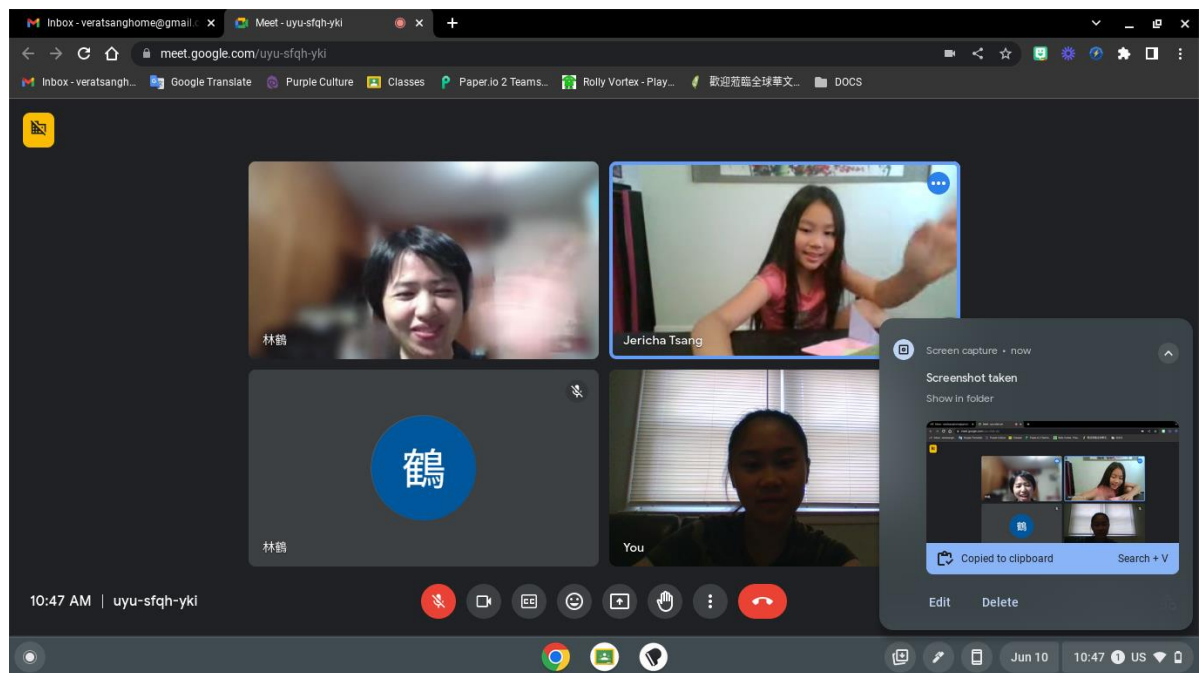 Inbox - veratsanghome@gmail.c
Meet - uyu-sfqh-yki
meet.google.com/uyu-sfqh-yki
Inbox - veratsangh... Google Translate Purple Culture Classes Paper.io 2 Teams... Rolly Vortex - Play... 歡迎蒞臨全球華文... DOCS
林鶴
Jericha Tsang
鶴
林鶴
You
Screen capture • now
Screenshot taken
Show in folder
鶴
Copied to clipboard Search + V
Edit Delete
10:47 AM | uyu-sfqh-yki
CC
Jun 10 10:47 1 US